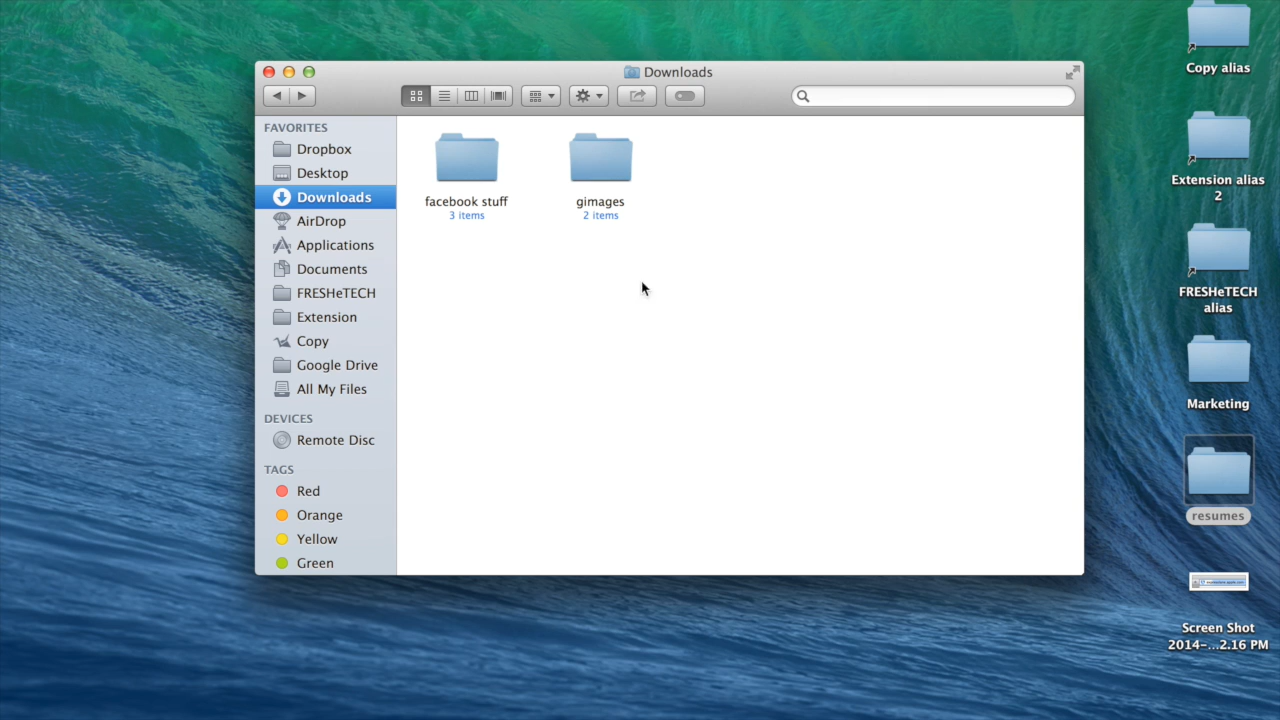 Downloads
FAVORITES
Dropbox
Desktop
Downloads
AirDrop
Applications
Documents
FRESHeTECH
Extension
Copy
Google Drive
All My Files
DEVICES
Remote Disc
TAGS
Red
Orange
Yellow
Green
facebook stuff
3 items
gimages
2 items
Copy alias
Extension alias
2
FRESHeTECH
alias
Marketing
resumes
Screen Shot
2014-...2.16 PM